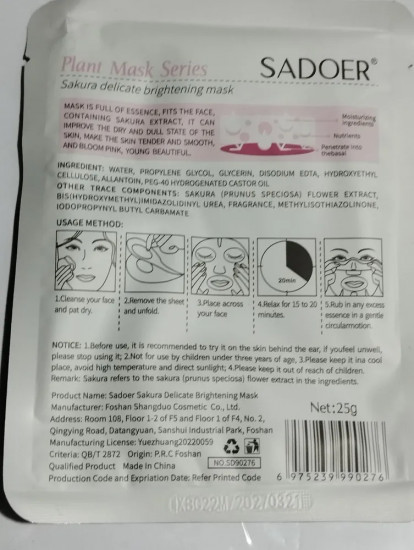 Plant Mask Series
SADOER®
Sakura delicate brightening mask
MASK IS FULL OF ESSENCE, FITS THE FACE,
CONTAINING SAKURA EXTRACT, IT CAN
IMPROVE THE DRY AND DULL STATE OF THE
SKIN, MAKE THE SKIN TENDER AND SMOOTH,
AND BLOOM PINK, YOUNG BEAUTIFUL.
Moisturizing
ingredients
Nutrients
Penetrate into
thebasal
INGREDIENT: WATER, PROPYLENE GLYCOL, GLYCERIN, DISODIUM EDTA, HYDROXYETHYL
CELLULOSE, ALLANTOIN, PEG-40 HYDROGENATED CASTOR OIL
OTHER TRACE COMPONENTS: SAKURA (PRUNUS SPECIOSA) FLOWER EXTRACT,
BIS(HYDROXYMETHYL)IMIDAZOLIDINYL UREA, FRAGRANCE, METHYLISOTHIAZOLINONE,
IODOPROPYNYL BUTYL CARBAMATE
USAGE METHOD:
20min
1.Cleanse your face
and pat dry.
2.Remove the sheet
and unfold.
3.Place across
your face
4.Relax for 15 to 20
minutes.
5.Rub in any excess
essence in a gentle
circularmotion.
NOTICE: 1.Before use, it is recommended to try it on the skin behind the ear, if youfeel unwell,
please stop using it; 2.Not for use by children under three years of age, 3.Please keep it ina cool
place, avoid high temperature and direct sunlight; 4.Please keep it out of reach of children.
Remark: Sakura refers to the sakura (prunus speciosa) flower extract in the ingredients.
Product Name: Sadoer Sakura Delicate Brightening Mask
Manufacturer: Foshan Shangduo Cosmetic Co., Ltd.
Address: Room 108, Floor 1-2 of F5 and Floor 1 of F4, No. 2,
Qingying Road, Datangyuan, Sanshui Industrial Park, Foshan
Manufacturing License: Yuezhuang20220059
Criteria: QB/T 2872 Origin: P.R.C Foshan
Qualified Product Made in China
Production Code and Expriation Date: Refer Printed Code
NO.SD90276
Net:25g
6 975239 990276